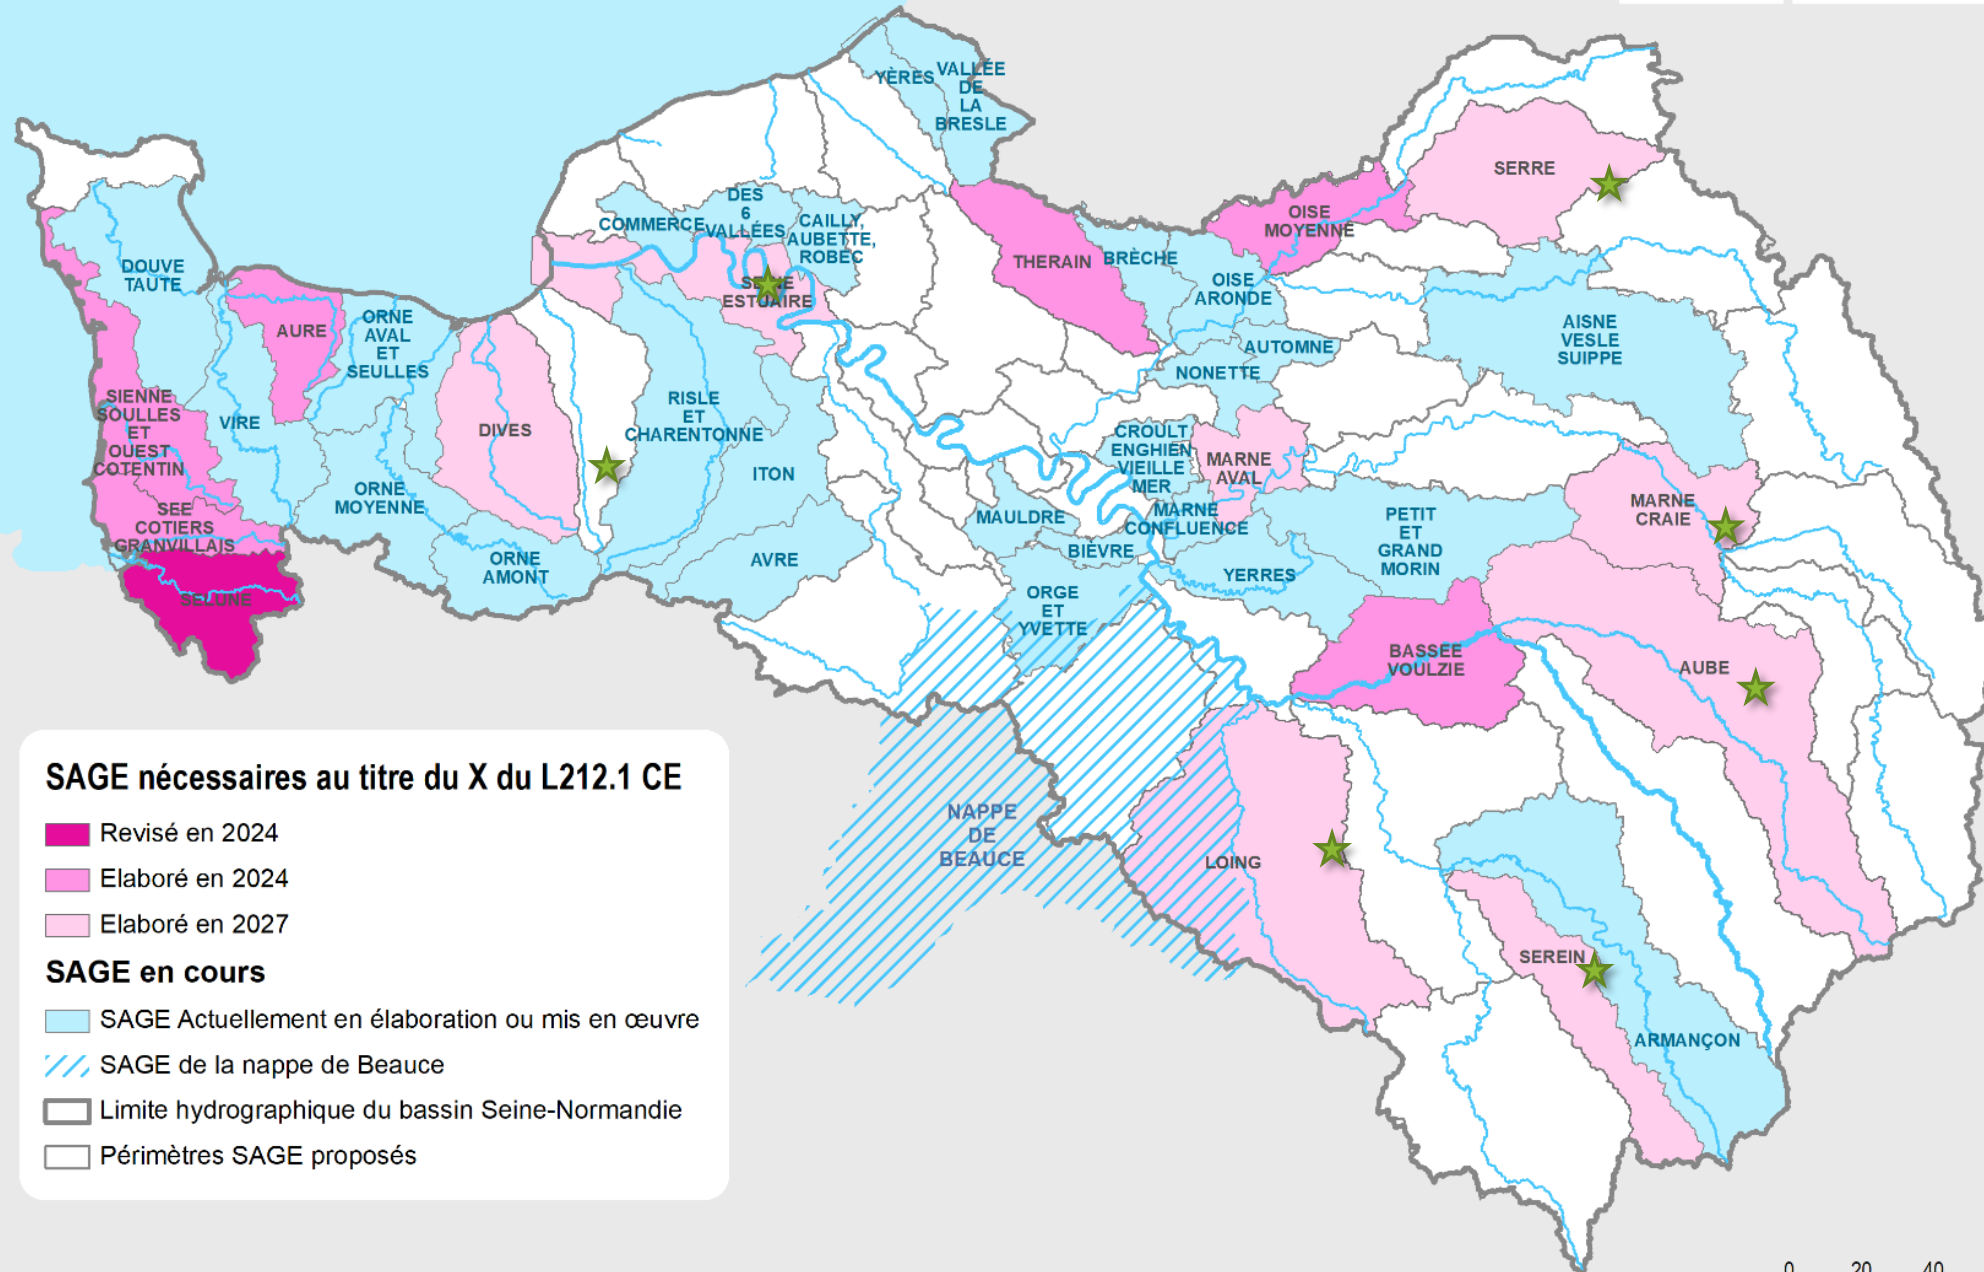 YÈRES
VALLÉE
DE
LA
BRESLE
SERRE
DES
6
VALLÉES
COMMERCE
CAILLY,
AUBETTE,
ROBEC
OISE
MOYENNE
THERAIN
BRÈCHE
DOUVE
TAUTE
OISE
ARONDE
SEINE
ESTUAIRE
AURE
ORNE
AVAL
ET
SEULLES
AISNE
VESLE
SUIPPE
AUTOMNE
NONETTE
SIENNE
SOULLES
ET
OUEST
COTENTIN
VIRE
DIVES
RISLE
ET
CHARENTONNE
CROULT
ENGHIEN
VIEILLE
MER
MARNE
AVAL
ITON
ORNE
MOYENNE
MARNE
CRAIE
SEE
COTIERS
GRANVILLAIS
MAULDRE
MARNE
CONFLUENCE
PETIT
ET
GRAND
MORIN
BIÈVRE
ORNE
AMONT
AVRE
YERRES
SELUNE
ORGE
ET
YVETTE
BASSEE
VOULZIE
AUBE
NAPPE
DE
BEAUCE
LOING
SEREIN
ARMANÇON
SAGE nécessaires au titre du X du L212.1 CE
Revisé en 2024
Elaboré en 2024
Elaboré en 2027
SAGE en cours
SAGE Actuellement en élaboration ou mis en œuvre
SAGE de la nappe de Beauce
Limite hydrographique du bassin Seine-Normandie
Périmètres SAGE proposés
0 20 40